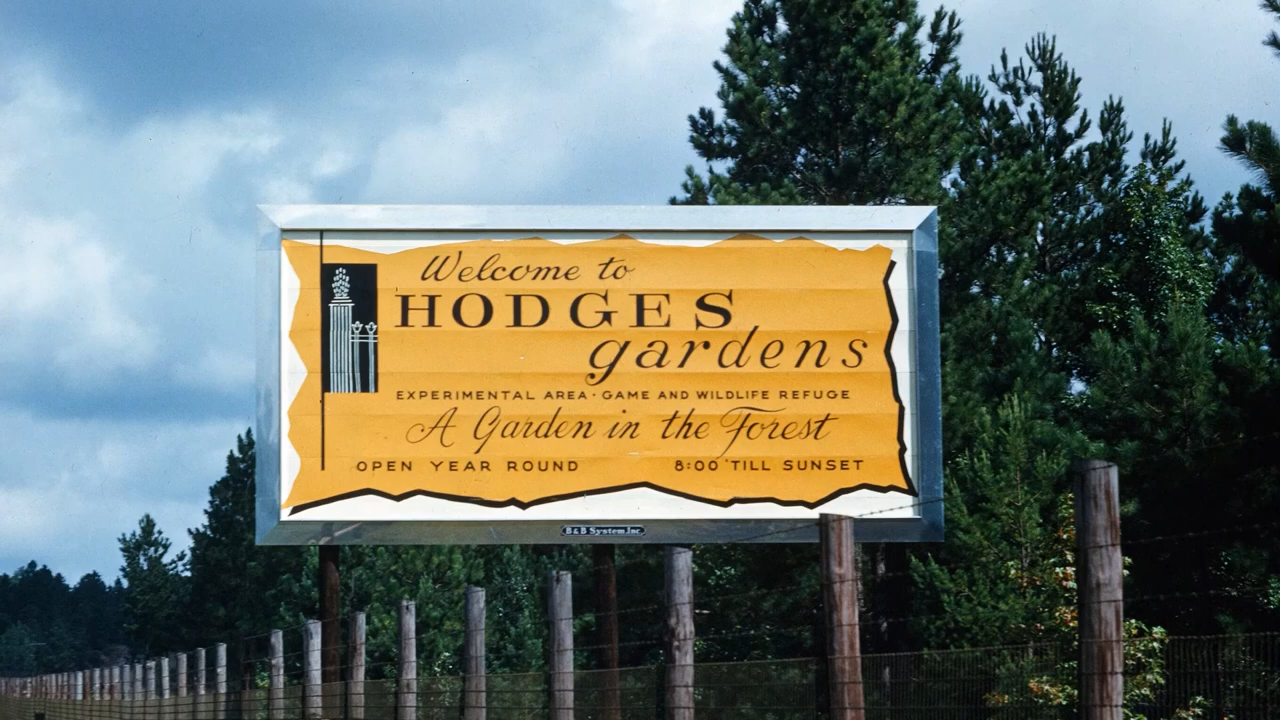 Welcome to
HODGES
gardens
EXPERIMENTAL AREA · GAME AND WILDLIFE REFUGE
A Garden in the Forest
OPEN YEAR ROUND 8:00 'TILL SUNSET
B&B System, Inc.